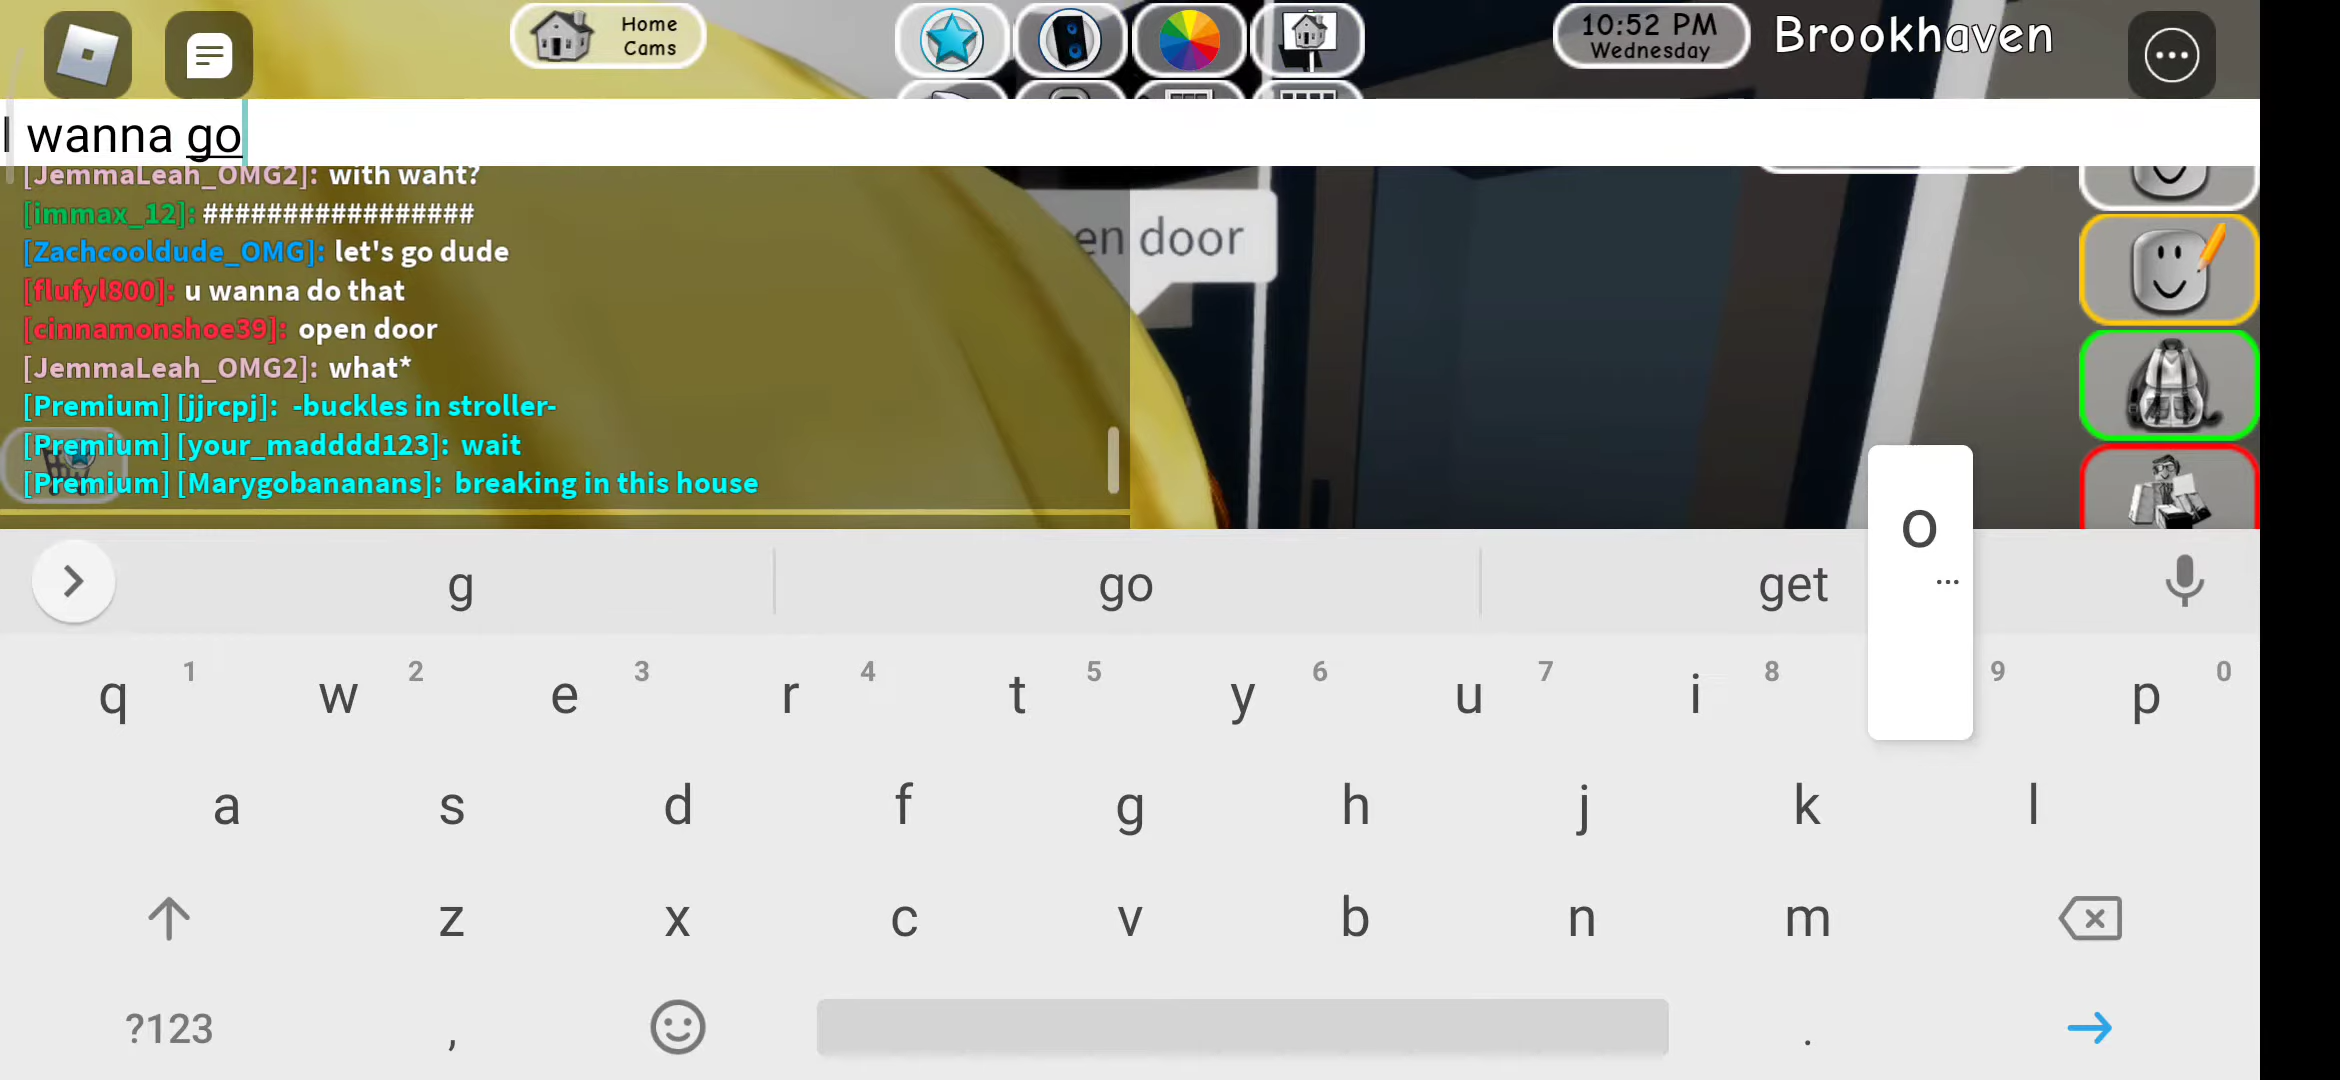 Home
Cams
10:52 PM
Wednesday
Brookhaven
I wanna go
[JemmaLeah_OMG2]: with waht?
[immax_12]: #################
[Zachcooldude_OMG]: let's go dude
[flufyl800]: u wanna do that
[cinnamonshoe39]: open door
[JemmaLeah_OMG2]: what*
[Premium] [jjrcpj]: -buckles in stroller-
[Premium] [your_madddd123]: wait
[Premium] [Marygobananans]: breaking in this house
en door
g go get
o
...
q 1 w 2 e 3 r 4 t 5 y 6 u 7 i 8 9 p 0
a s d f g h j k l
z x c v b n m
?123 , .